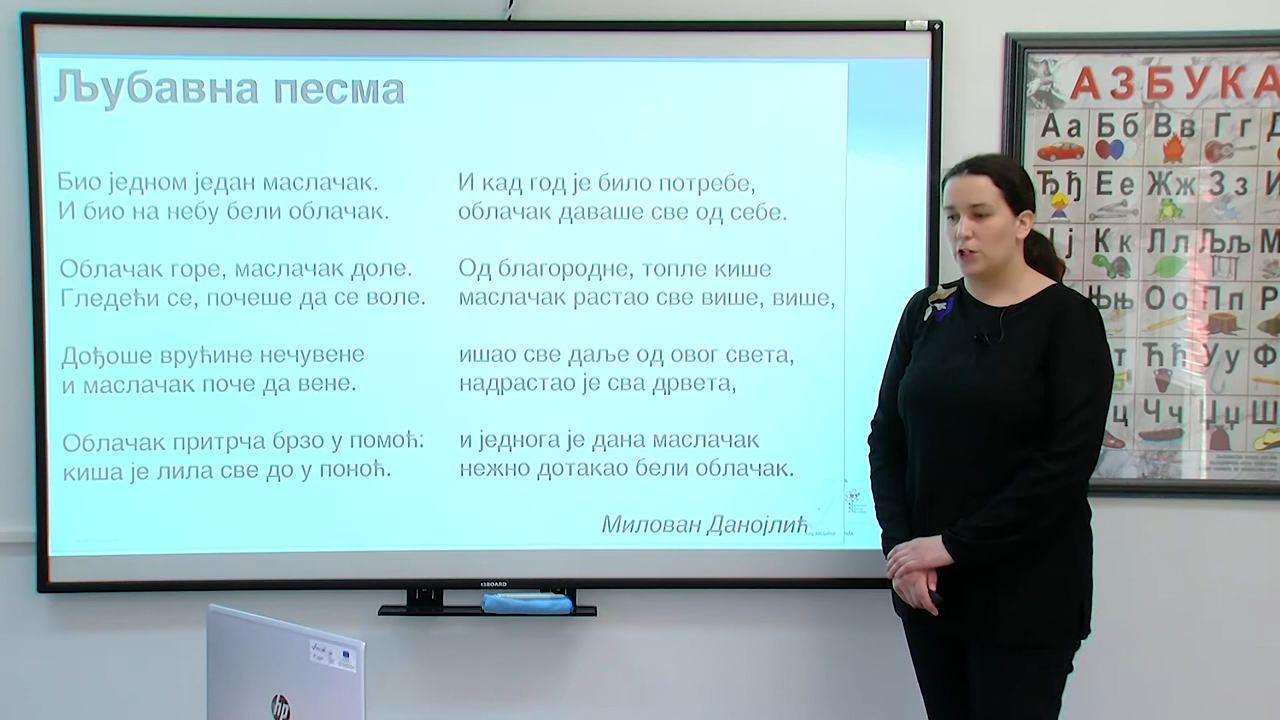 Љубавна песма
Био једном један маслачак.
И био на небу бели облачак.
Облачак горе, маслачак доле.
Гледећи се, почеше да се воле.
Дођоше врућине нечувене
и маслачак поче да вене.
Облачак притрча брзо у помоћ:
киша је лила све до у поноћ.
И кад год је било потребе,
облачак даваше све од себе.
Од благородне, топле кише
маслачак растао све више, више,
ишао све даље од овог света,
надрастао је сва дрвета,
и једнога је дана маслачак
нежно дотакао бели облачак.
Милован Данојлић
АЗБУКА
Аа Бб Вв Гг
Ђђ Ее Жж Зз И
ј Кк Лл Љљ М
Њњ Оо Пп Р
т Ћћ Уу Ф
ц Чч Џџ Ш
hp